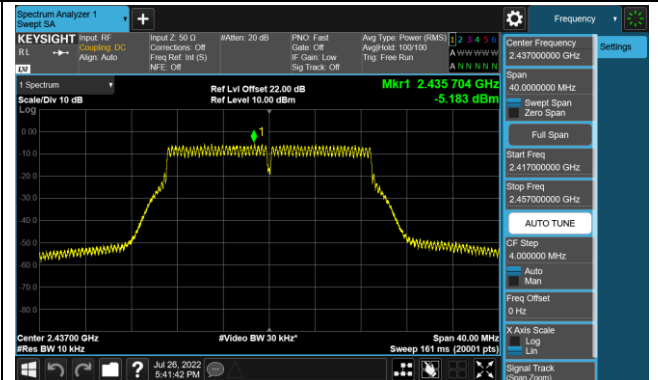 Spectrum Analyzer 1
Swept SA
+
Frequency
KEYSIGHT
RL
Input: RF
Coupling: DC
Align: Auto
Input Z: 50 Ω
Corrections: Off
Freq Ref: Int (S)
NFE: Off
#Atten: 20 dB
PNO: Fast
Gate: Off
IF Gain: Low
Sig Track: Off
Avg Type: Power (RMS)
Avg|Hold: 100/100
Trig: Free Run
1 2 3 4 5 6
A W W W W W
A N N N N N
Settings
LXI
1 Spectrum
Scale/Div 10 dB
Log
Ref Lvl Offset 22.00 dB
Ref Level 10.00 dBm
Mkr1 2.435 704 GHz
-5.183 dBm
1
0.00
-10.0
-20.0
-30.0
-40.0
-50.0
-60.0
-70.0
-80.0
Center 2.43700 GHz
#Res BW 10 kHz
#Video BW 30 kHz*
Span 40.00 MHz
Sweep 161 ms (20001 pts)
Center Frequency
2.437000000 GHz
Span
40.0000000 MHz
Swept Span
Zero Span
Full Span
Start Freq
2.417000000 GHz
Stop Freq
2.457000000 GHz
AUTO TUNE
CF Step
4.000000 MHz
Auto
Man
Freq Offset
0 Hz
X Axis Scale
Log
Lin
Signal Track
(Span Zoom)
?
Jul 26, 2022
5:41:42 PM